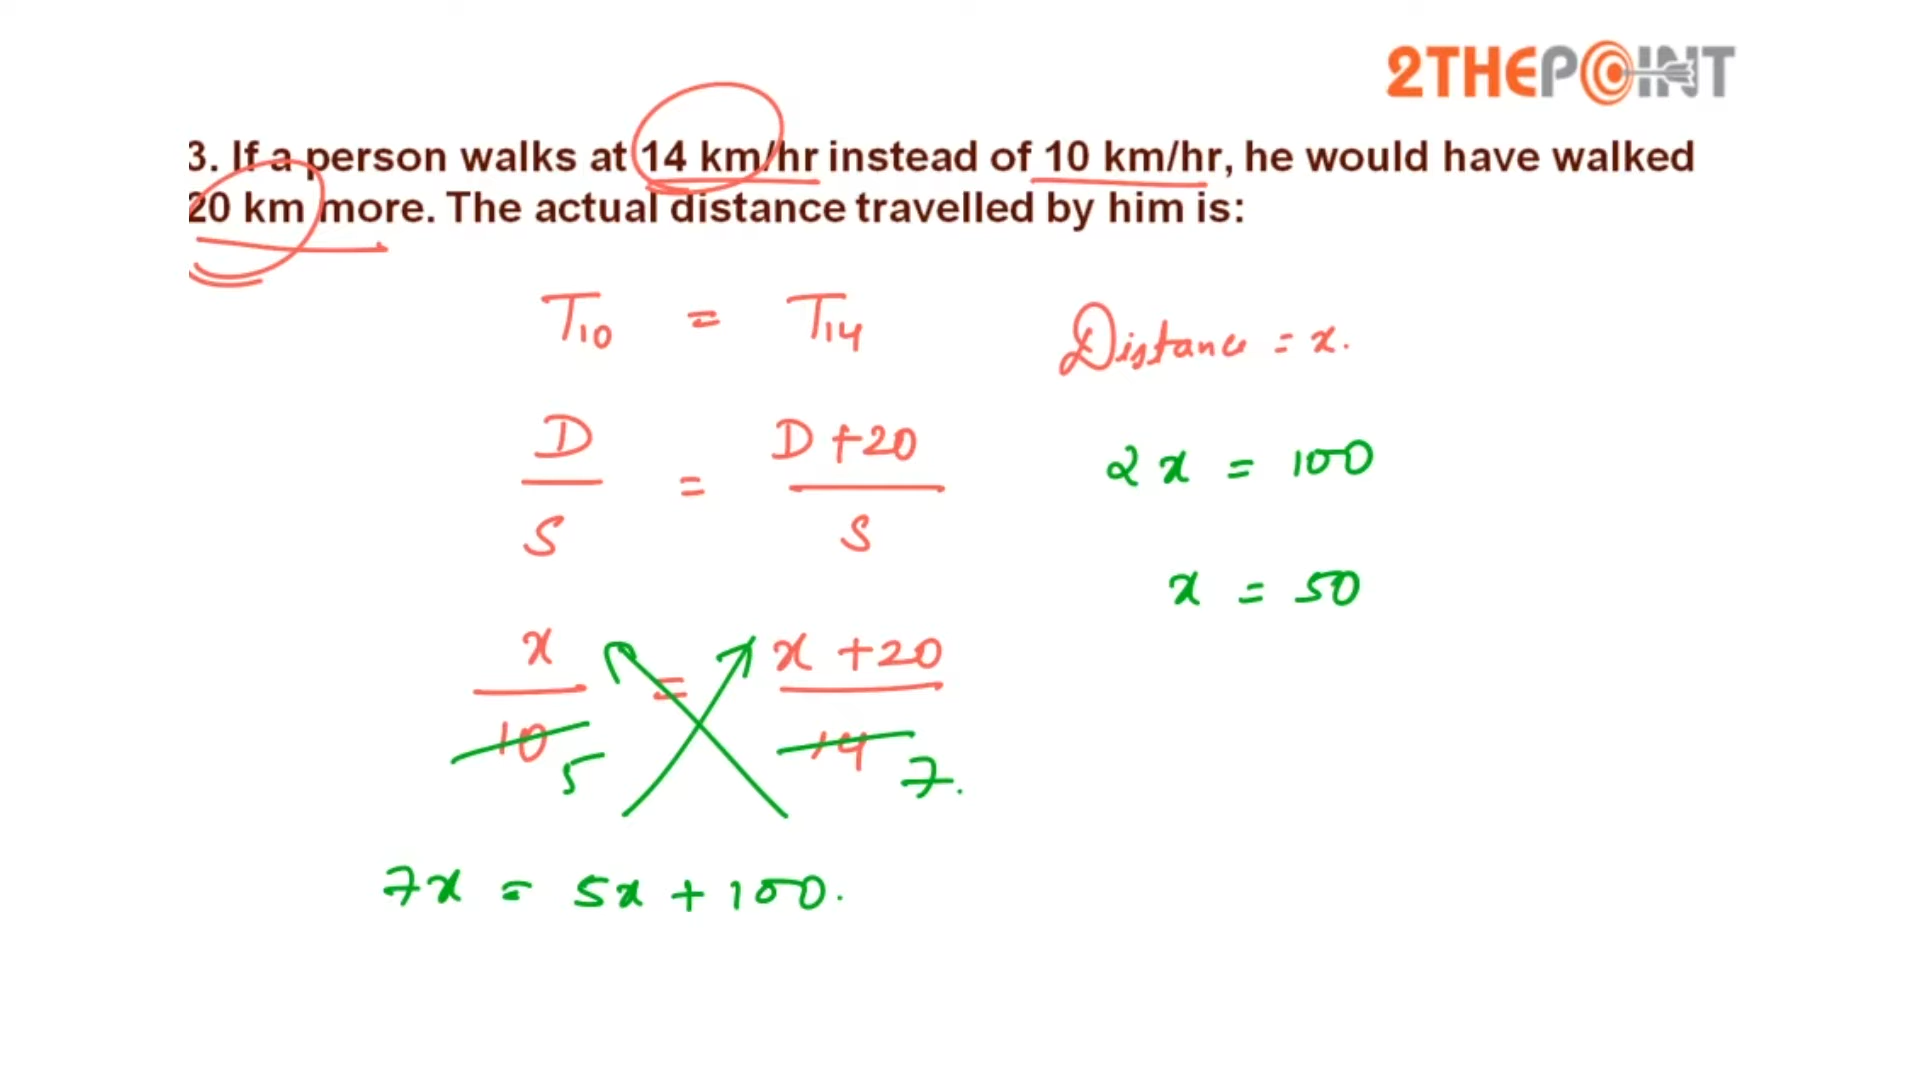 2THEPOINT
3. If a person walks at 14 km/hr instead of 10 km/hr, he would have walked
20 km more. The actual distance travelled by him is:
T10 = T14
Distance = x.
D/S = D+20/S
2x = 100
x = 50
x/10 = x+20/14
5 7.
7x = 5x + 100.